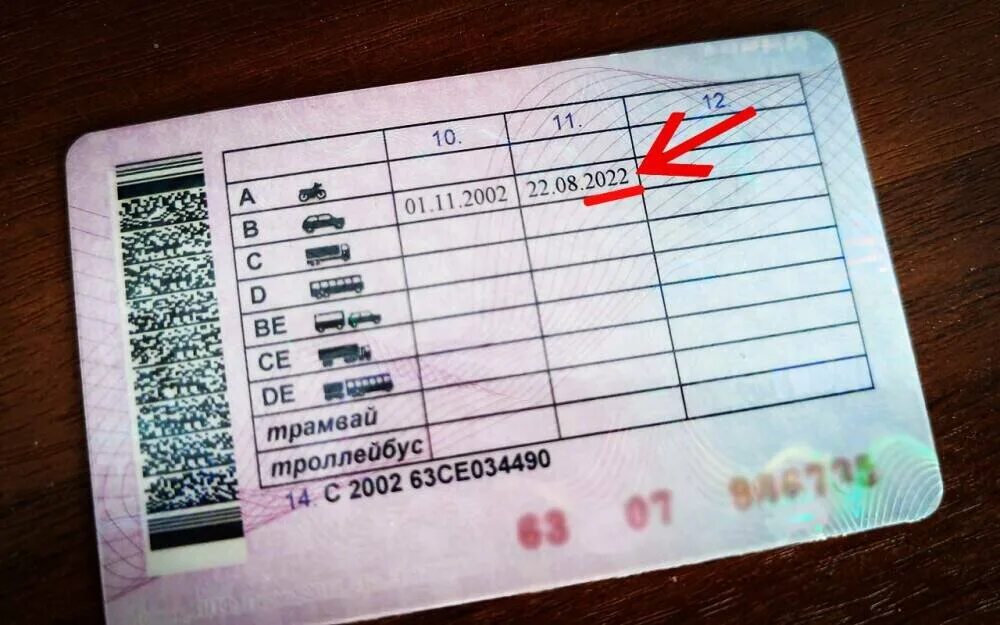 10. 11. 12.
A
B 01.11.2002 22.08.2022
C
D
BE
CE
DE
трамвай
троллейбус
14. С 2002 63СЕ034490
63 07